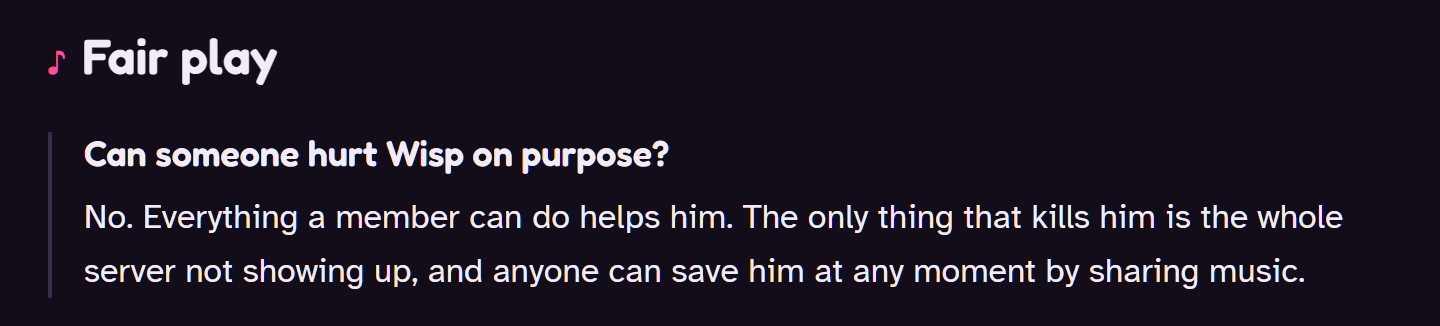 ♪ Fair play
Can someone hurt Wisp on purpose?
No. Everything a member can do helps him. The only thing that kills him is the whole
server not showing up, and anyone can save him at any moment by sharing music.